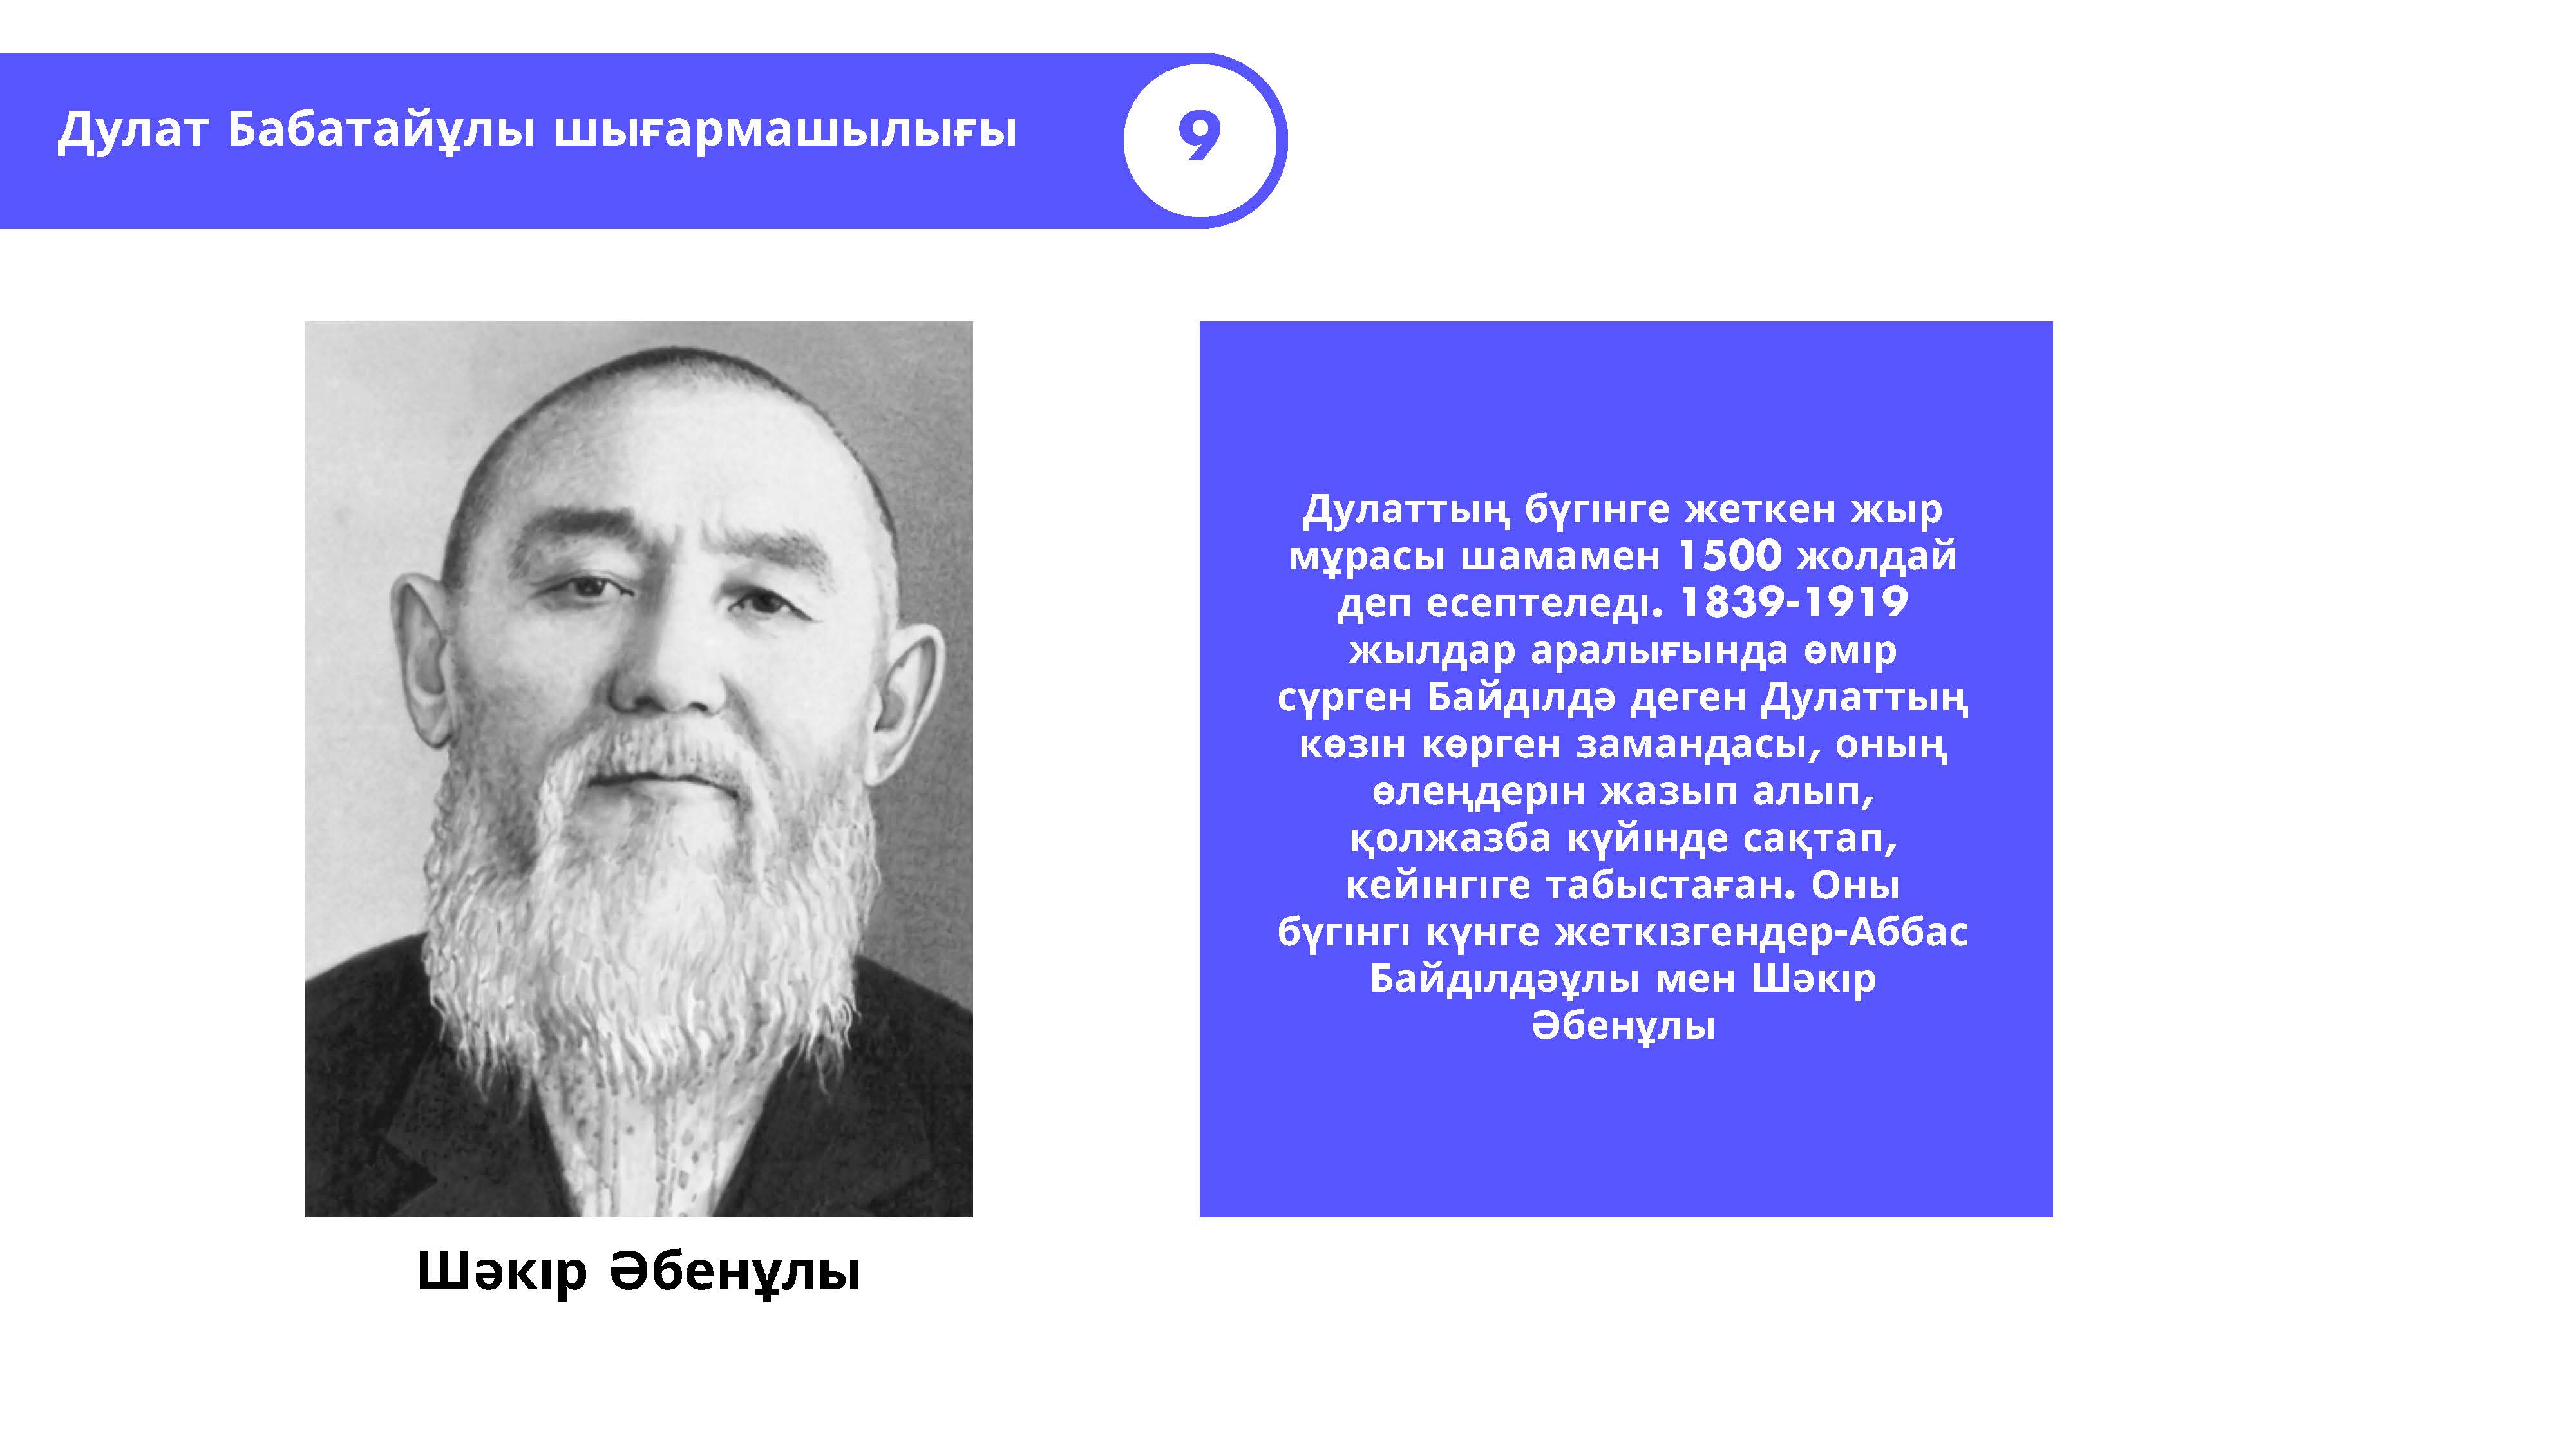 Дулат Бабатайұлы шығармашылығы
9
Дулаттың бүгінге жеткен жыр
мұрасы шамамен 1500 жолдай
деп есептеледі. 1839-1919
жылдар аралығында өмір
сүрген Байділдә деген Дулаттың
көзін көрген замандасы, оның
өлеңдерін жазып алып,
қолжазба күйінде сақтап,
кейінгіге табыстаған. Оны
бүгінгі күнге жеткізгендер-Аббас
Байділдәұлы мен Шәкір
Әбенұлы
Шәкір Әбенұлы